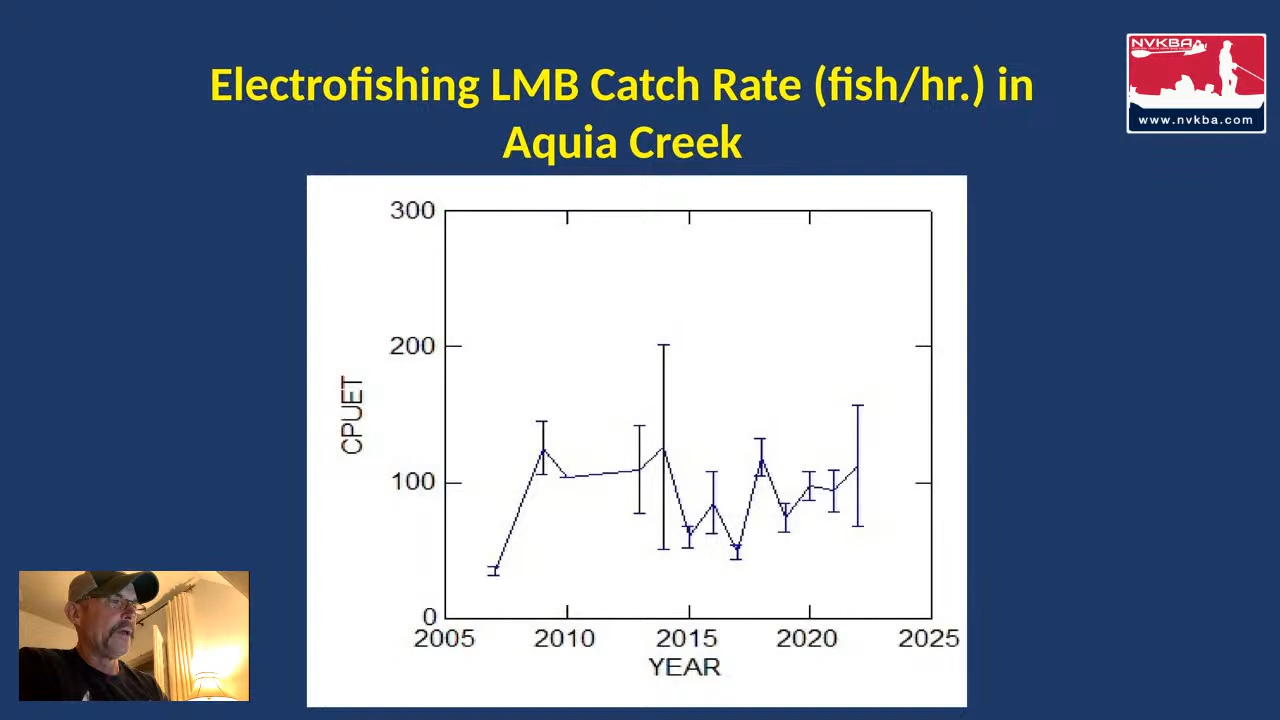 Electrofishing LMB Catch Rate (fish/hr.) in
Aquia Creek
NVKBA
www.nvkba.com
300
200
100
0
CPUET
2005 2010 2015 2020 2025
YEAR